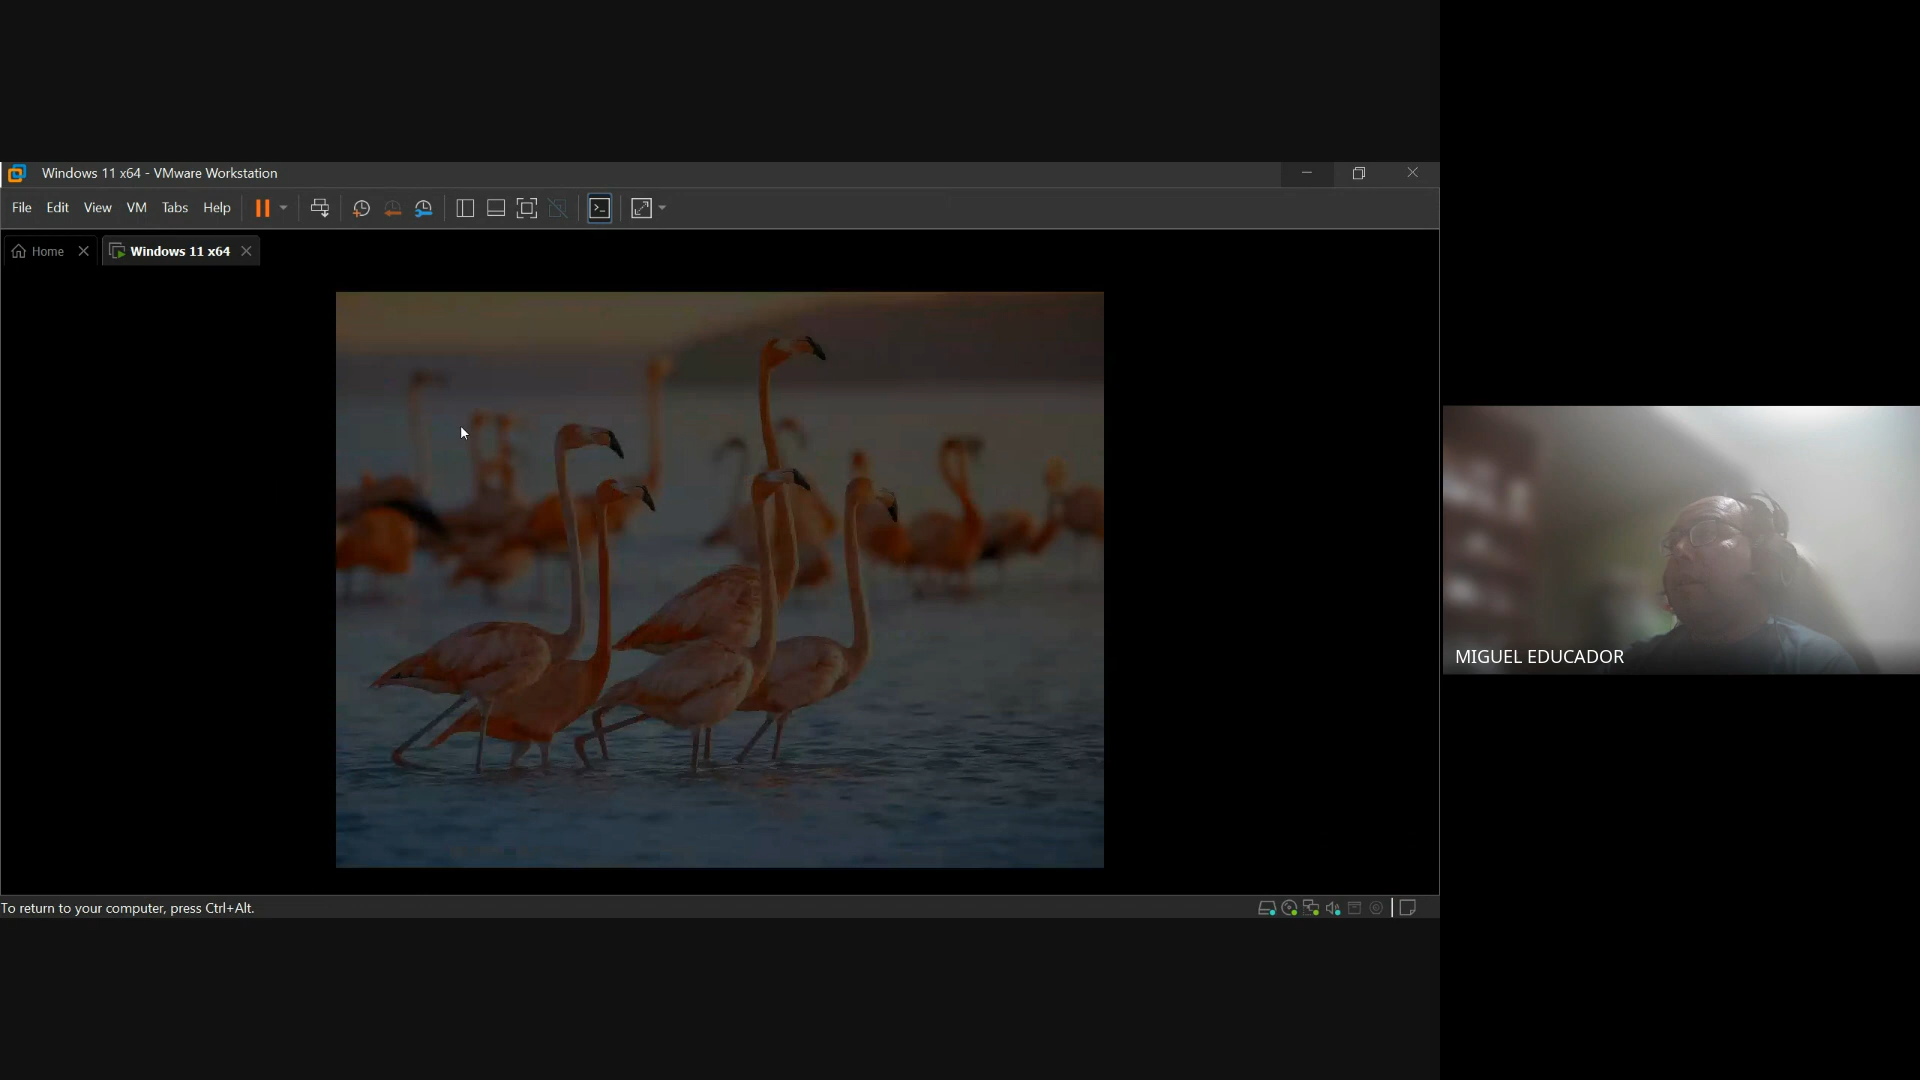 Windows 11 x64 - VMware Workstation
File Edit View VM Tabs Help
Home Windows 11 x64
MIGUEL EDUCADOR
To return to your computer, press Ctrl+Alt.